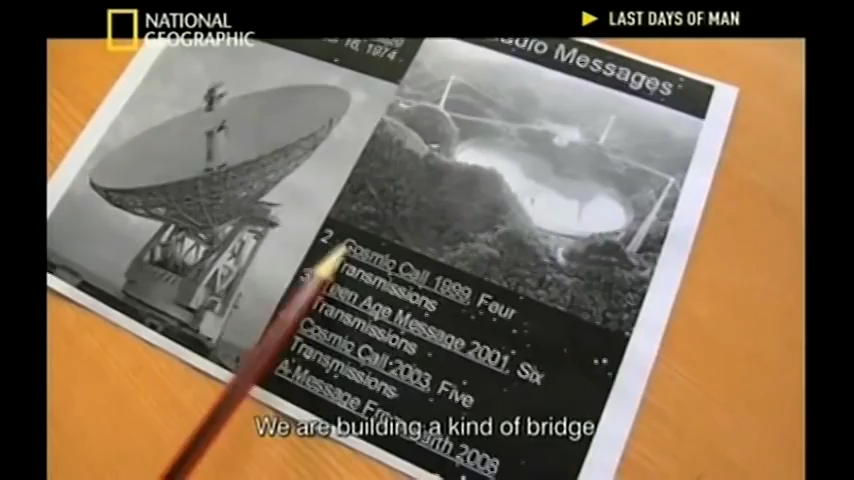 NATIONAL
GEOGRAPHIC
LAST DAYS OF MAN
16, 1974
Messages
2. Cosmic Call 1999, Four
Transmissions
3. Teen Age Message 2001, Six
Transmissions
Cosmic Call 2003, Five
Transmissions
A Message From Earth 2008
We are building a kind of bridge